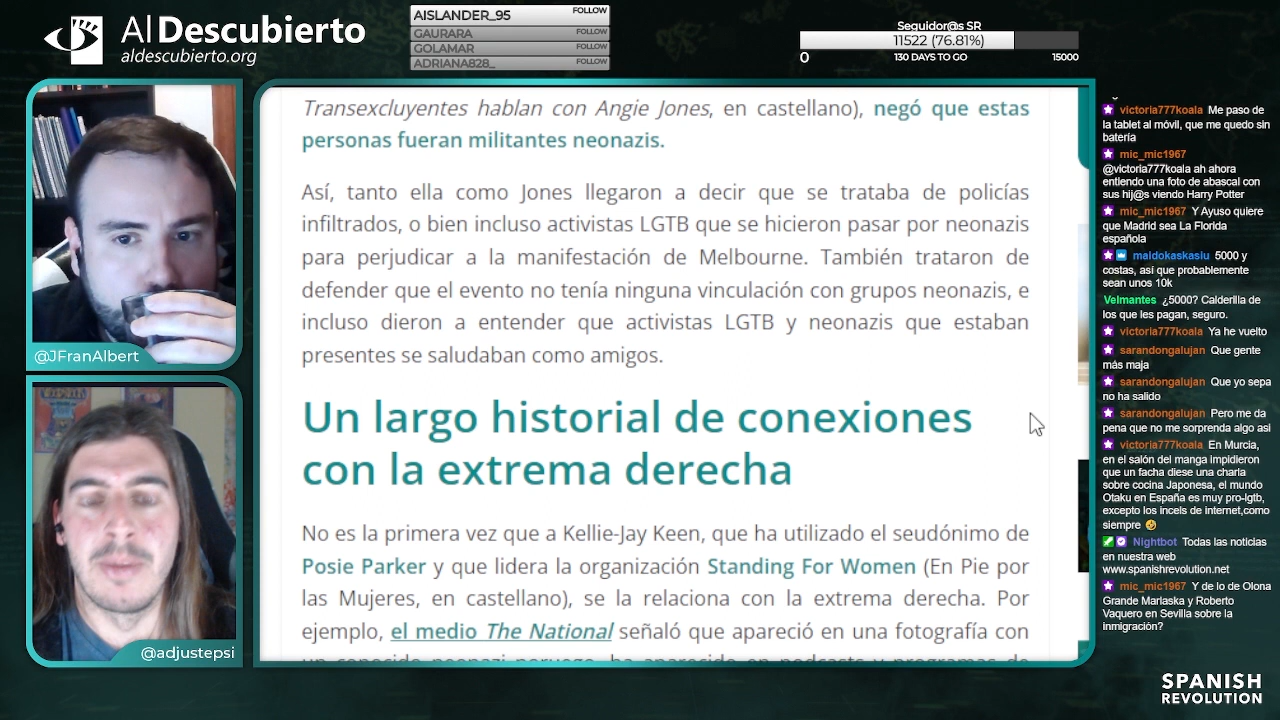 Al Descubierto
aldescubierto.org
AISLANDER_95 FOLLOW
GAURARA FOLLOW
GOLAMAR FOLLOW
ADRIANA828_ FOLLOW
Seguidor@s SR
11522 (76.81%)
0 130 DAYS TO GO 15000
@JFranAlbert
@adjustepsi
Transexcluyentes hablan con Angie Jones, en castellano), negó que estas
personas fueran militantes neonazis.
Así, tanto ella como Jones llegaron a decir que se trataba de policías
infiltrados, o bien incluso activistas LGTB que se hicieron pasar por neonazis
para perjudicar a la manifestación de Melbourne. También trataron de
defender que el evento no tenía ninguna vinculación con grupos neonazis, e
incluso dieron a entender que activistas LGTB y neonazis que estaban
presentes se saludaban como amigos.
Un largo historial de conexiones
con la extrema derecha
No es la primera vez que a Kellie-Jay Keen, que ha utilizado el seudónimo de
Posie Parker y que lidera la organización Standing For Women (En Pie por
las Mujeres, en castellano), se la relaciona con la extrema derecha. Por
ejemplo, el medio The National señaló que apareció en una fotografía con
un conocido neonazi noruego, ha aparecido en podcasts y programas de
victoria777koala Me paso de
la tablet al móvil, que me quedo sin
batería
mic_mic1967
@victoria777koala ah ahora
entiendo una foto de abascal con
sus hij@s viendo Harry Potter
mic_mic1967 Y Ayuso quiere
que Madrid sea La Florida
española
maldokaskasiu 5000 y
costas, asi que probablemente
sean unos 10k
Velmantes ¿5000? Calderilla de
los que les pagan, seguro.
victoria777koala Ya he vuelto
sarandongalujan Que gente
más maja
sarandongalujan Que yo sepa
no ha salido
sarandongalujan Pero me da
pena que no me sorprenda algo asi
victoria777koala En Murcia,
en el salón del manga impidieron
que un facha diese una charla
sobre cocina Japonesa, el mundo
Otaku en España es muy pro-lgtb,
excepto los incels de internet,como
siempre 🤣
Nightbot Todas las noticias
en nuestra web
www.spanishrevolution.net
mic_mic1967 Y de lo de Olona
Grande Marlaska y Roberto
Vaquero en Sevilla sobre la
inmigración?
SPANISH
REVOLUTION